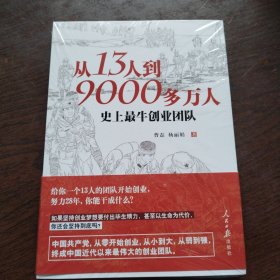 从13人到
9000多万人
史上最牛创业团队
曹磊 杨丽娟 著
给你一个13人的团队开始创业，
努力28年，你能干成什么？
如果坚持创业梦想要付出毕生精力，甚至以生命为代价，
你还会坚持到底吗？
中国共产党，从零开始创业，从小到大，从弱到强，
终成中国近代以来最伟大的创业团队。
人民日报出版社